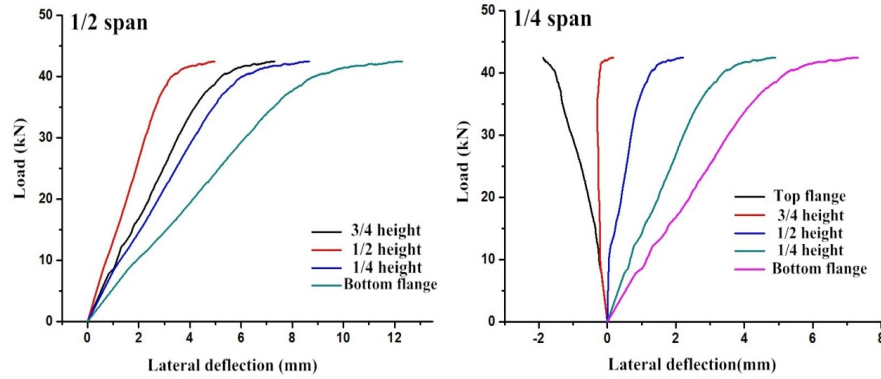 1/2 span
50
40
30
20
10
0
Load (kN)
3/4 height
1/2 height
1/4 height
Bottom flange
0 2 4 6 8 10 12
Lateral deflection (mm)
1/4 span
50
40
30
20
10
0
Load (kN)
Top flange
3/4 height
1/2 height
1/4 height
Bottom flange
-2 0 2 4 6 8
Lateral deflection(mm)